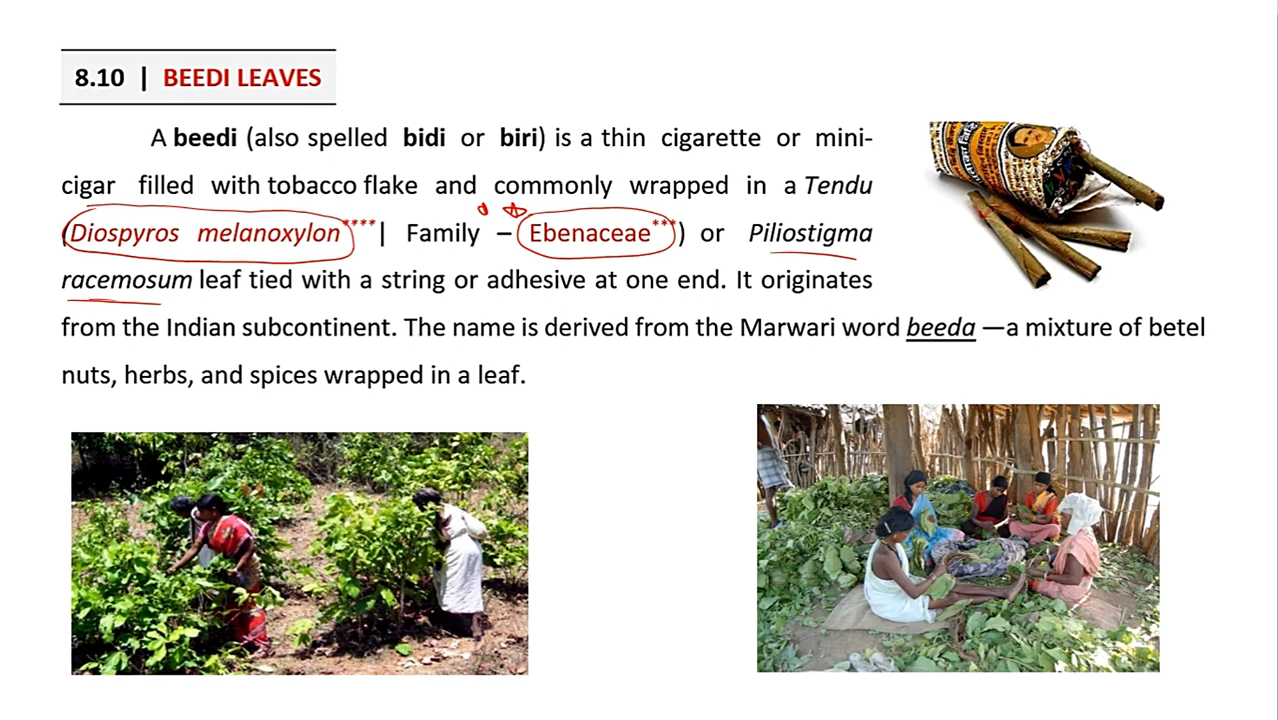 8.10 | BEEDI LEAVES
A beedi (also spelled bidi or biri) is a thin cigarette or mini-
cigar filled with tobacco flake and commonly wrapped in a Tendu
(Diospyros melanoxylon****| Family – Ebenaceae***) or Piliostigma
racemosum leaf tied with a string or adhesive at one end. It originates
from the Indian subcontinent. The name is derived from the Marwari word beeda —a mixture of betel
nuts, herbs, and spices wrapped in a leaf.